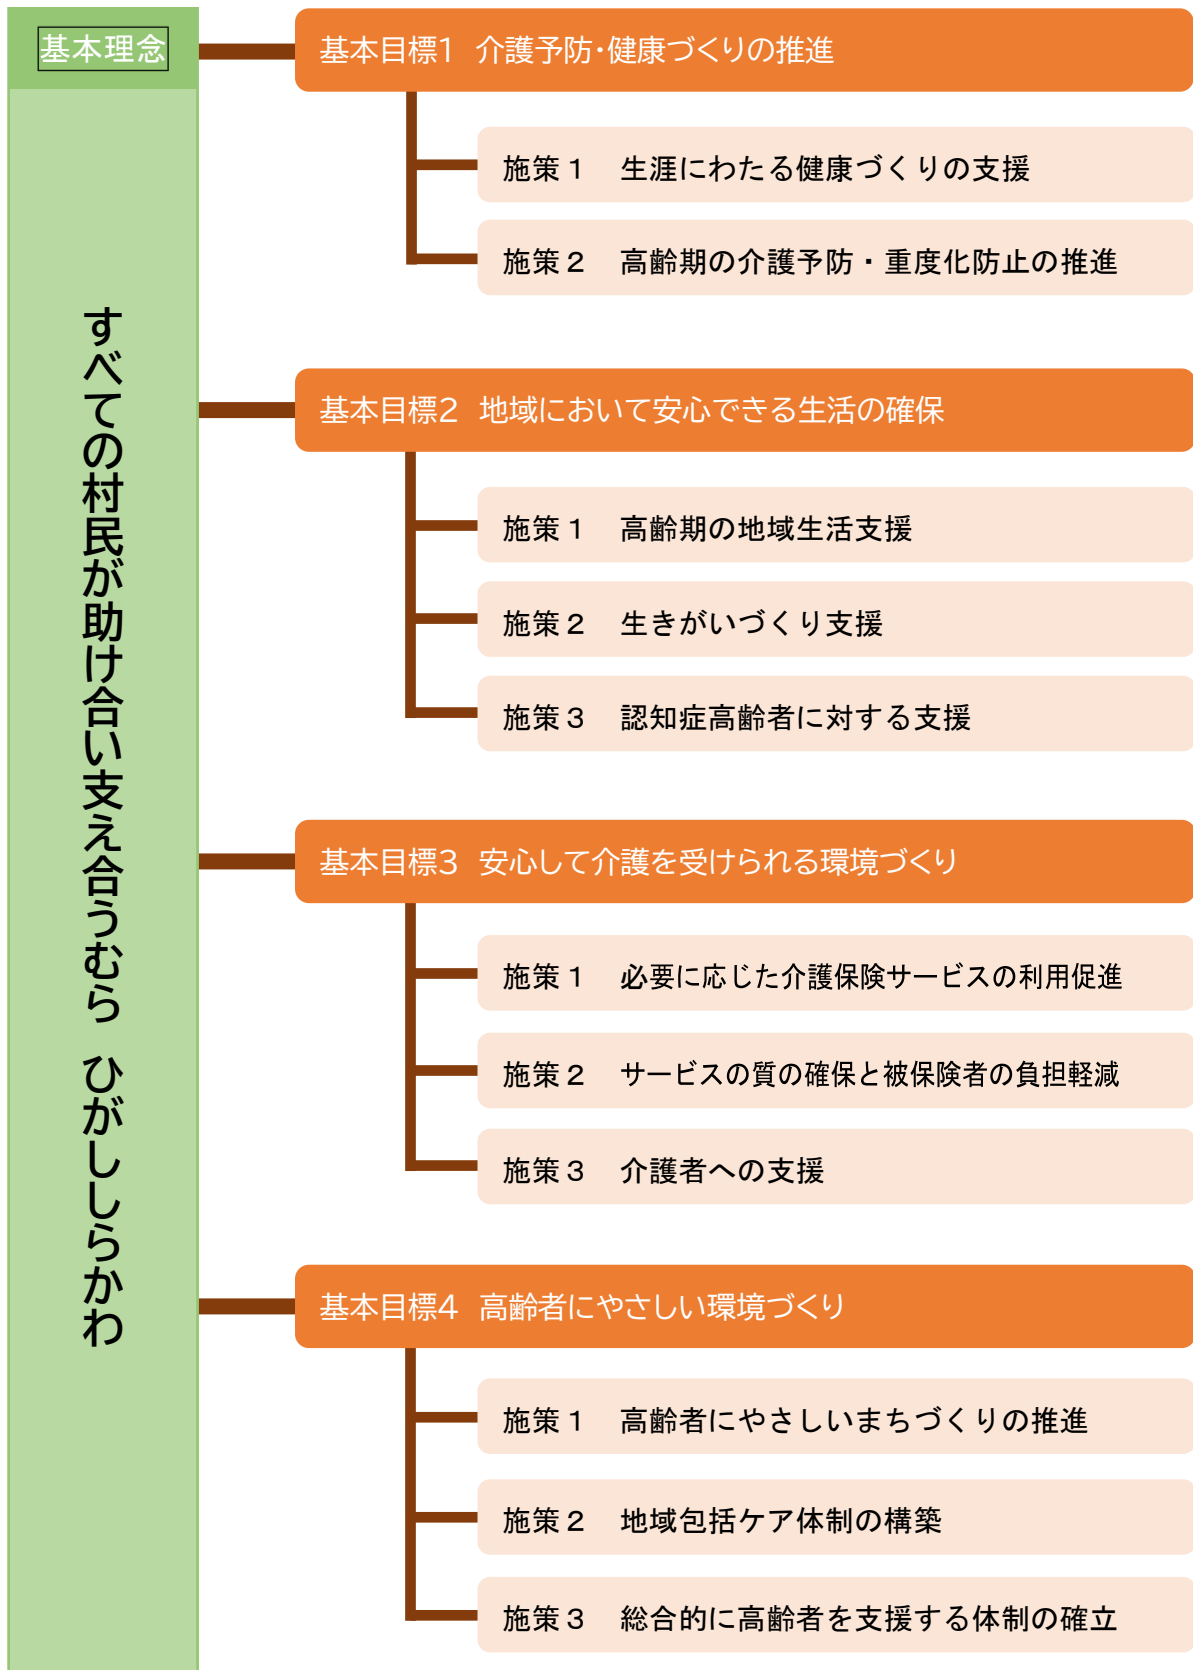 基本理念
すべての村民が助け合い支え合うむら ひがししらかわ
基本目標1 介護予防・健康づくりの推進
施策1 生涯にわたる健康づくりの支援
施策2 高齢期の介護予防・重度化防止の推進
基本目標2 地域において安心できる生活の確保
施策1 高齢期の地域生活支援
施策2 生きがいづくり支援
施策3 認知症高齢者に対する支援
基本目標3 安心して介護を受けられる環境づくり
施策1 必要に応じた介護保険サービスの利用促進
施策2 サービスの質の確保と被保険者の負担軽減
施策3 介護者への支援
基本目標4 高齢者にやさしい環境づくり
施策1 高齢者にやさしいまちづくりの推進
施策2 地域包括ケア体制の構築
施策3 総合的に高齢者を支援する体制の確立